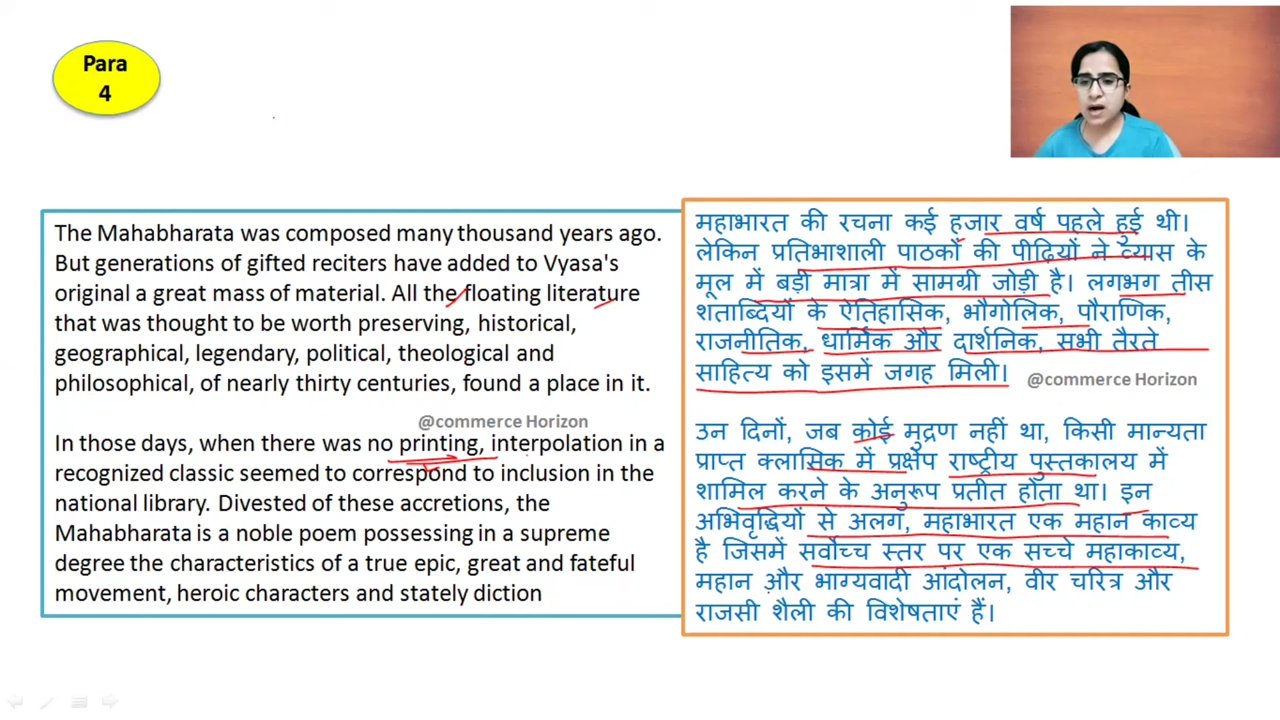 Para
4
The Mahabharata was composed many thousand years ago.
But generations of gifted reciters have added to Vyasa's
original a great mass of material. All the floating literature
that was thought to be worth preserving, historical,
geographical, legendary, political, theological and
philosophical, of nearly thirty centuries, found a place in it.
@commerce Horizon
In those days, when there was no printing, interpolation in a
recognized classic seemed to correspond to inclusion in the
national library. Divested of these accretions, the
Mahabharata is a noble poem possessing in a supreme
degree the characteristics of a true epic, great and fateful
movement, heroic characters and stately diction
महाभारत की रचना कई हजार वर्ष पहले हुई थी।
लेकिन प्रतिभाशाली पाठकों की पीढ़ियों ने व्यास के
मूल में बड़ी मात्रा में सामग्री जोड़ी है। लगभग तीस
शताब्दियों के ऐतिहासिक, भौगोलिक, पौराणिक,
राजनीतिक, धार्मिक और दार्शनिक, सभी तैरते
साहित्य को इसमें जगह मिली।
@commerce Horizon
उन दिनों, जब कोई मुद्रण नहीं था, किसी मान्यता
प्राप्त क्लासिक में प्रक्षेप राष्ट्रीय पुस्तकालय में
शामिल करने के अनुरूप प्रतीत होता था। इन
अभिवृद्धियों से अलग, महाभारत एक महान काव्य
है जिसमें सर्वोच्च स्तर पर एक सच्चे महाकाव्य,
महान और भाग्यवादी आंदोलन, वीर चरित्र और
राजसी शैली की विशेषताएं हैं।